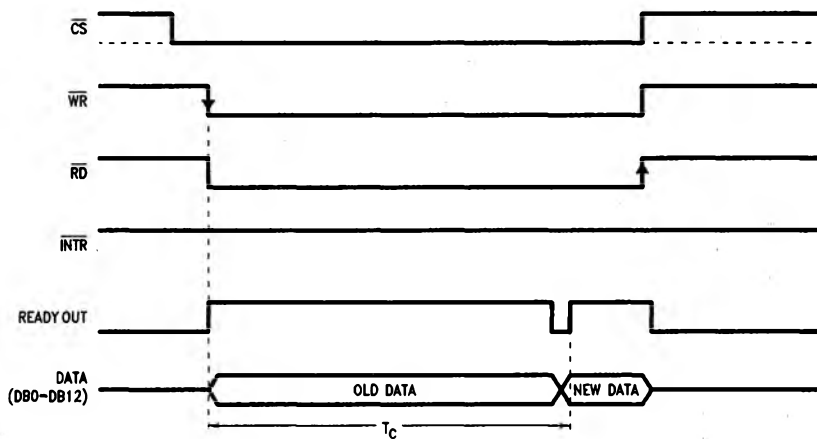 CS
WR
RD
INTR
READY OUT
DATA
(DB0-DB12)
OLD DATA
NEW DATA
TC